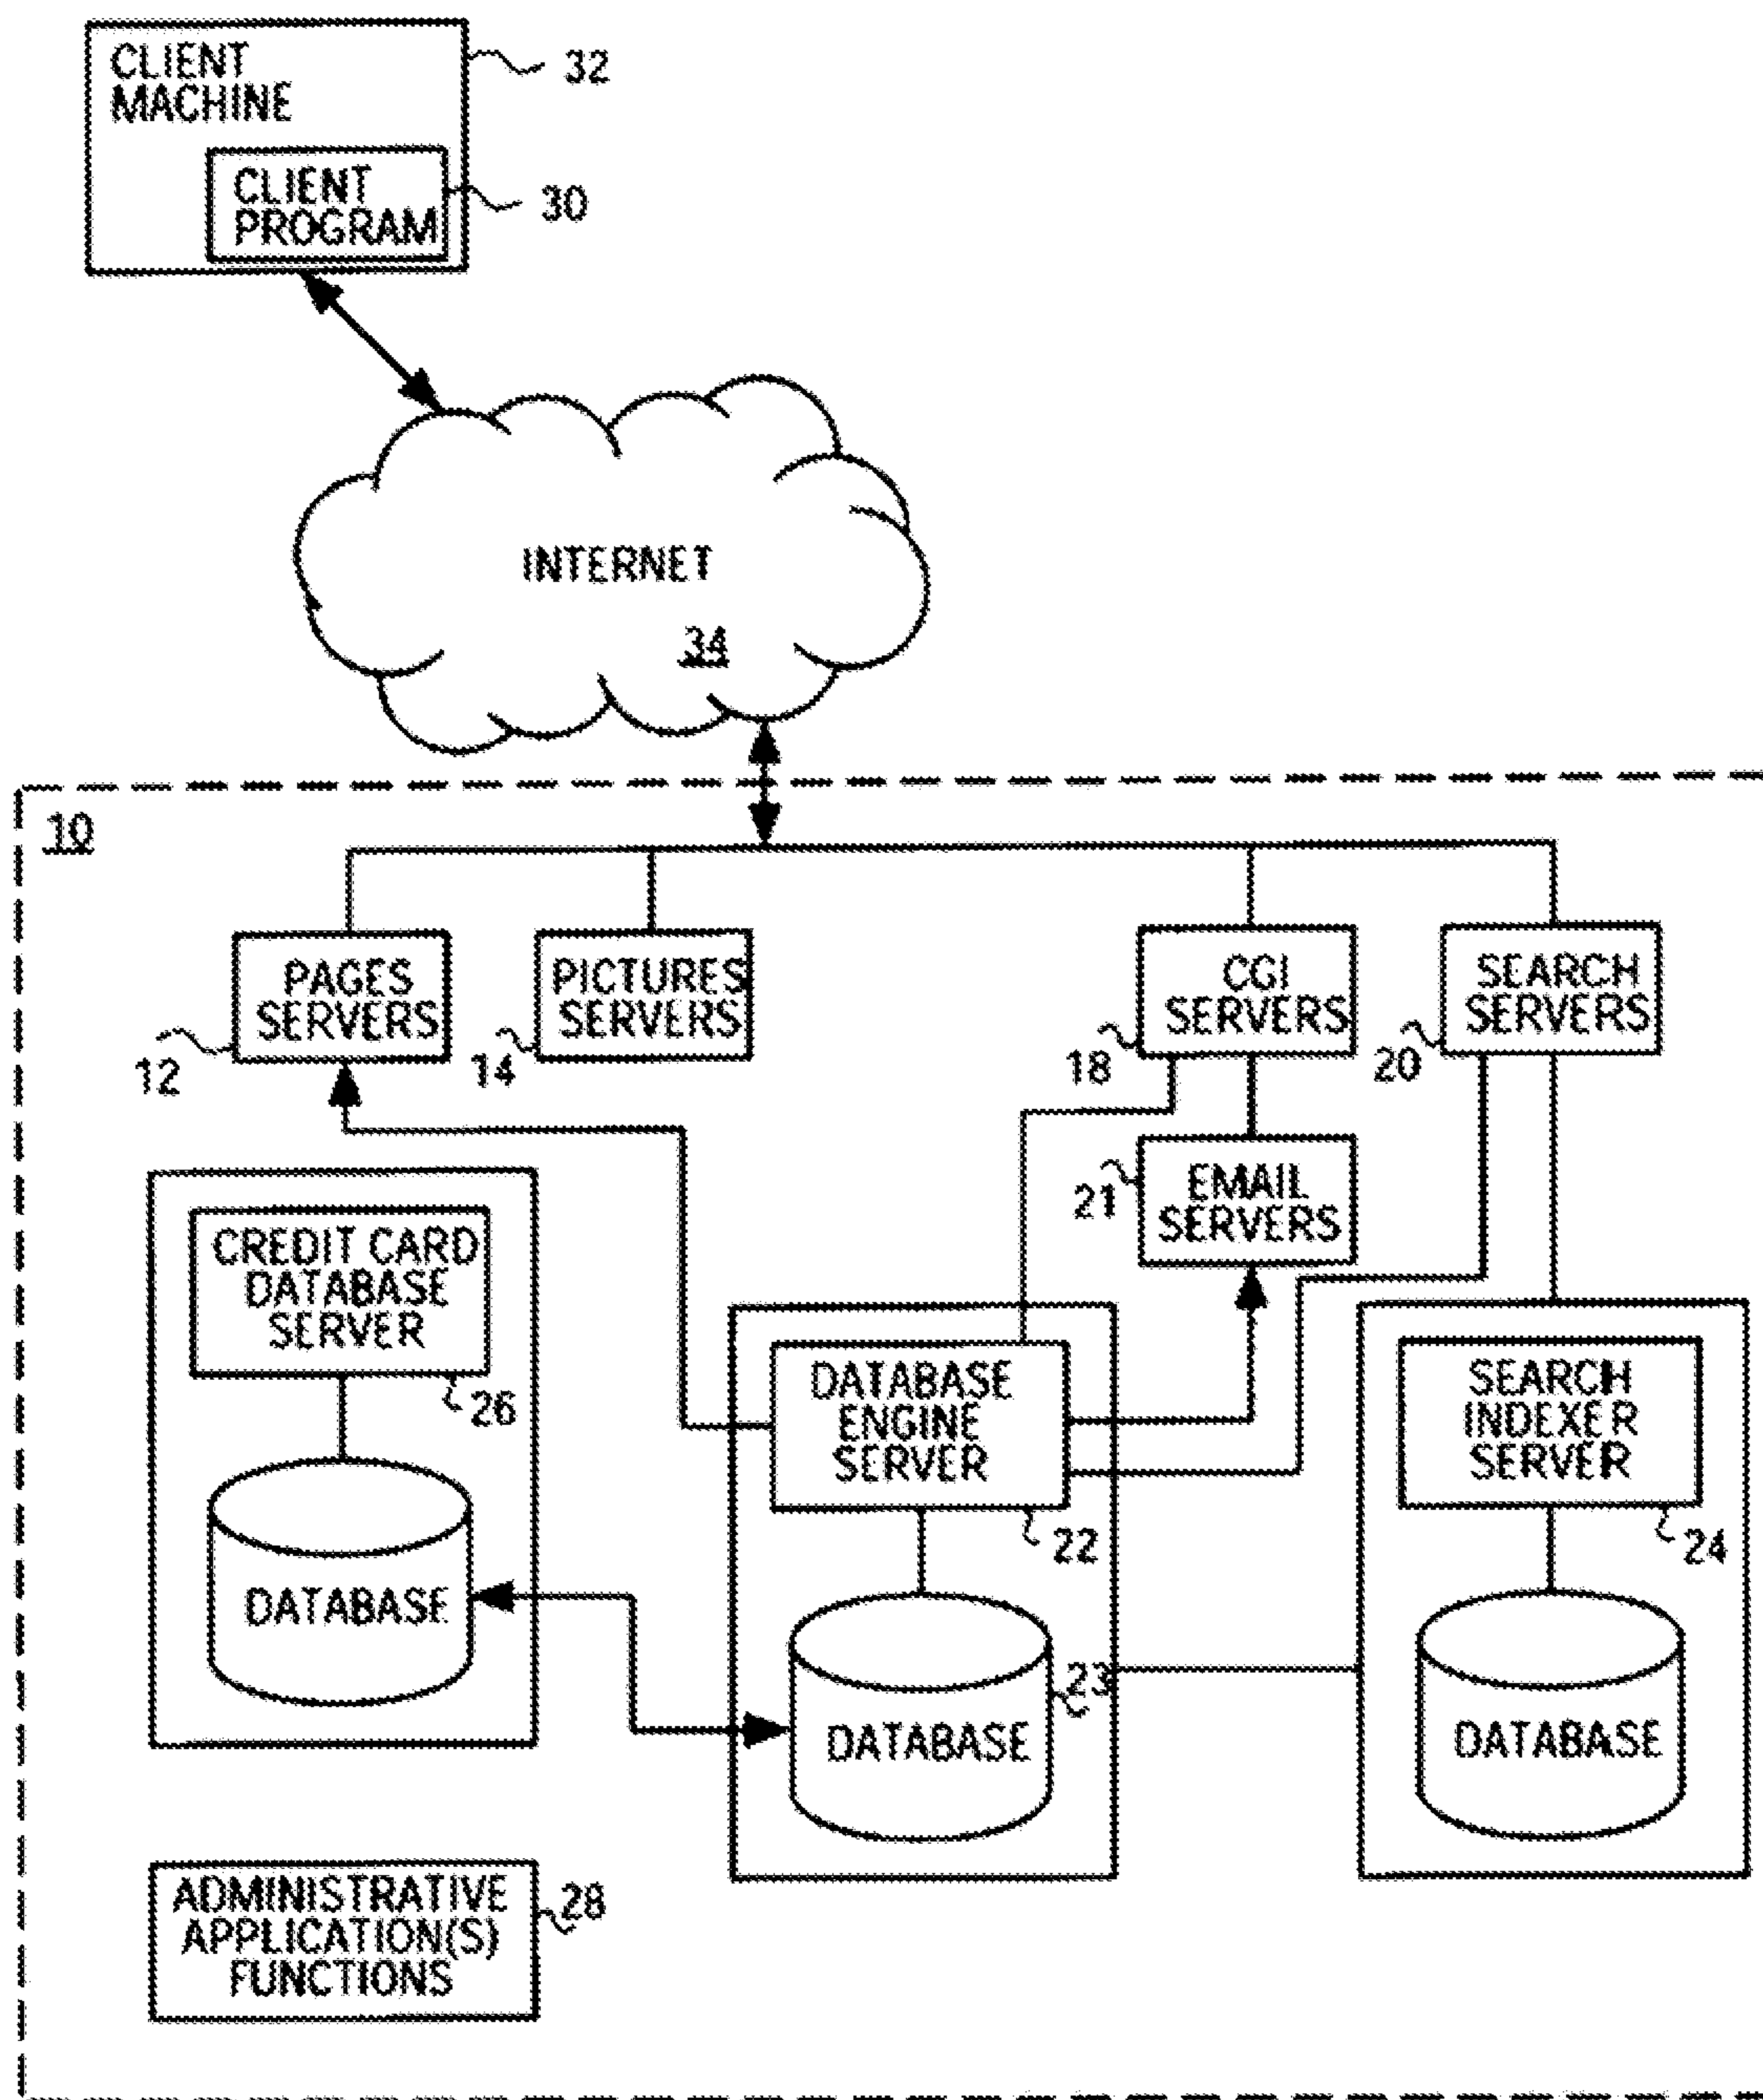 CLIENT
MACHINE
32
CLIENT
PROGRAM
30
INTERNET
34
10
PAGES
SERVERS
12
PICTURES
SERVERS
14
CGI
SERVERS
18
SEARCH
SERVERS
20
EMAIL
SERVERS
21
CREDIT CARD
DATABASE
SERVER
26
DATABASE
DATABASE
ENGINE
SERVER
22
DATABASE
23
SEARCH
INDEXER
SERVER
24
DATABASE
ADMINISTRATIVE
APPLICATION(S)
FUNCTIONS
28